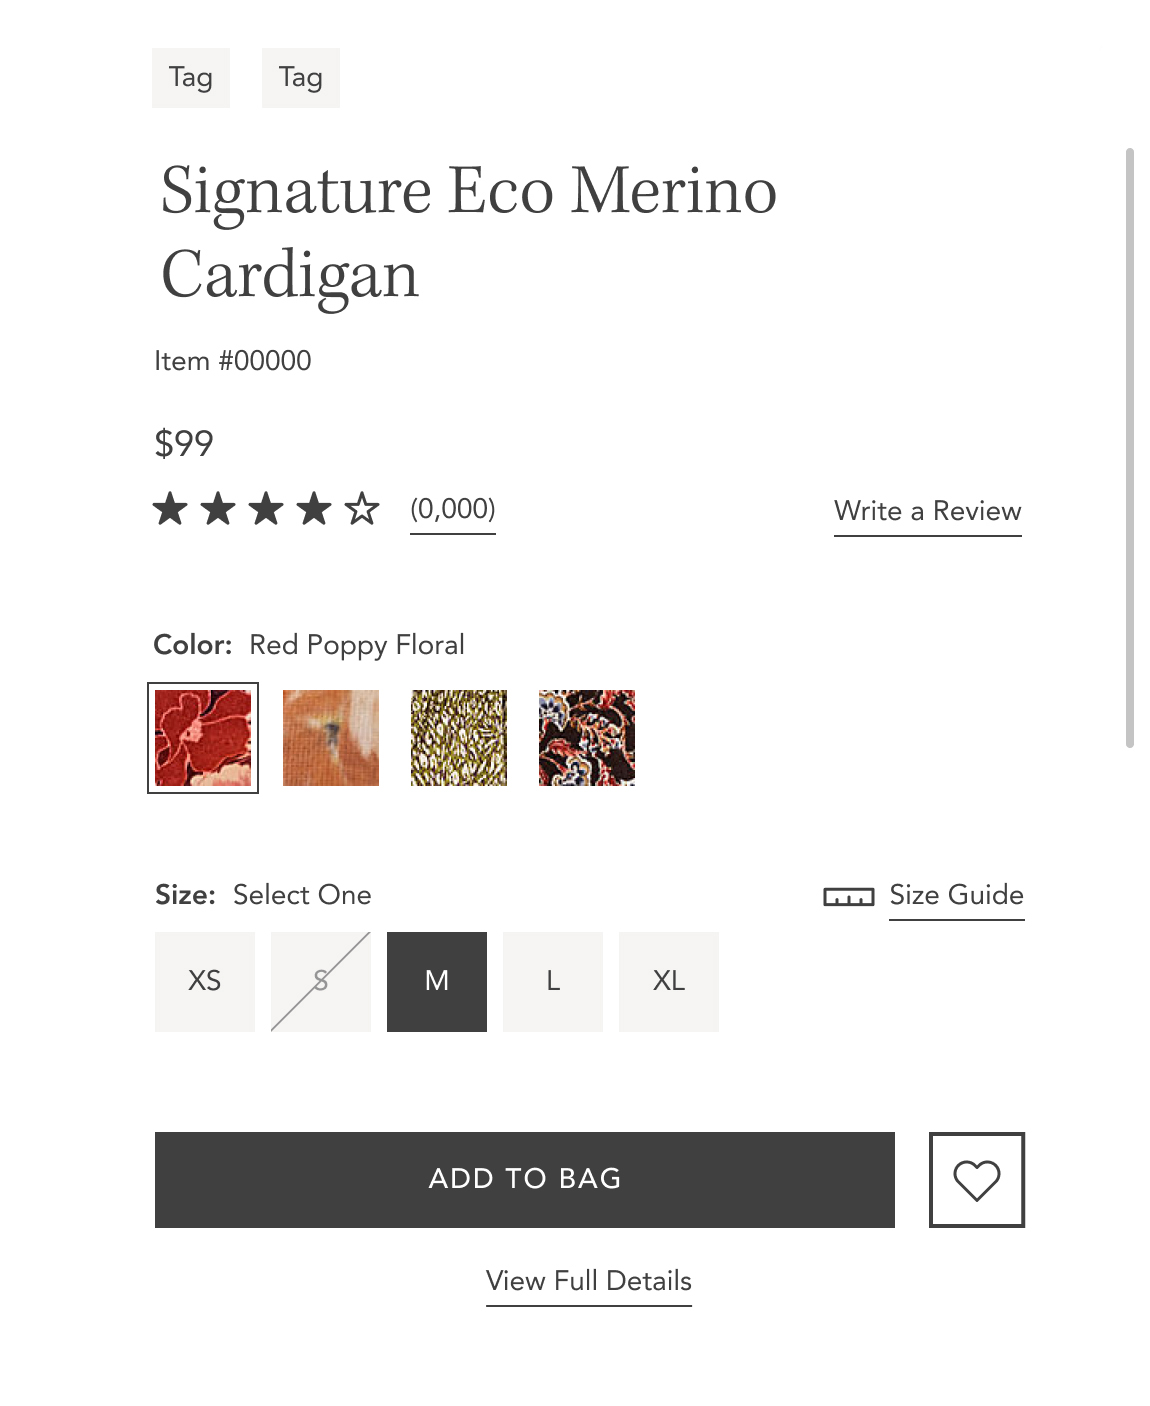 Tag Tag
Signature Eco Merino
Cardigan
Item #00000
$99
(0,000) Write a Review
Color: Red Poppy Floral
Size: Select One Size Guide
XS S M L XL
ADD TO BAG
View Full Details